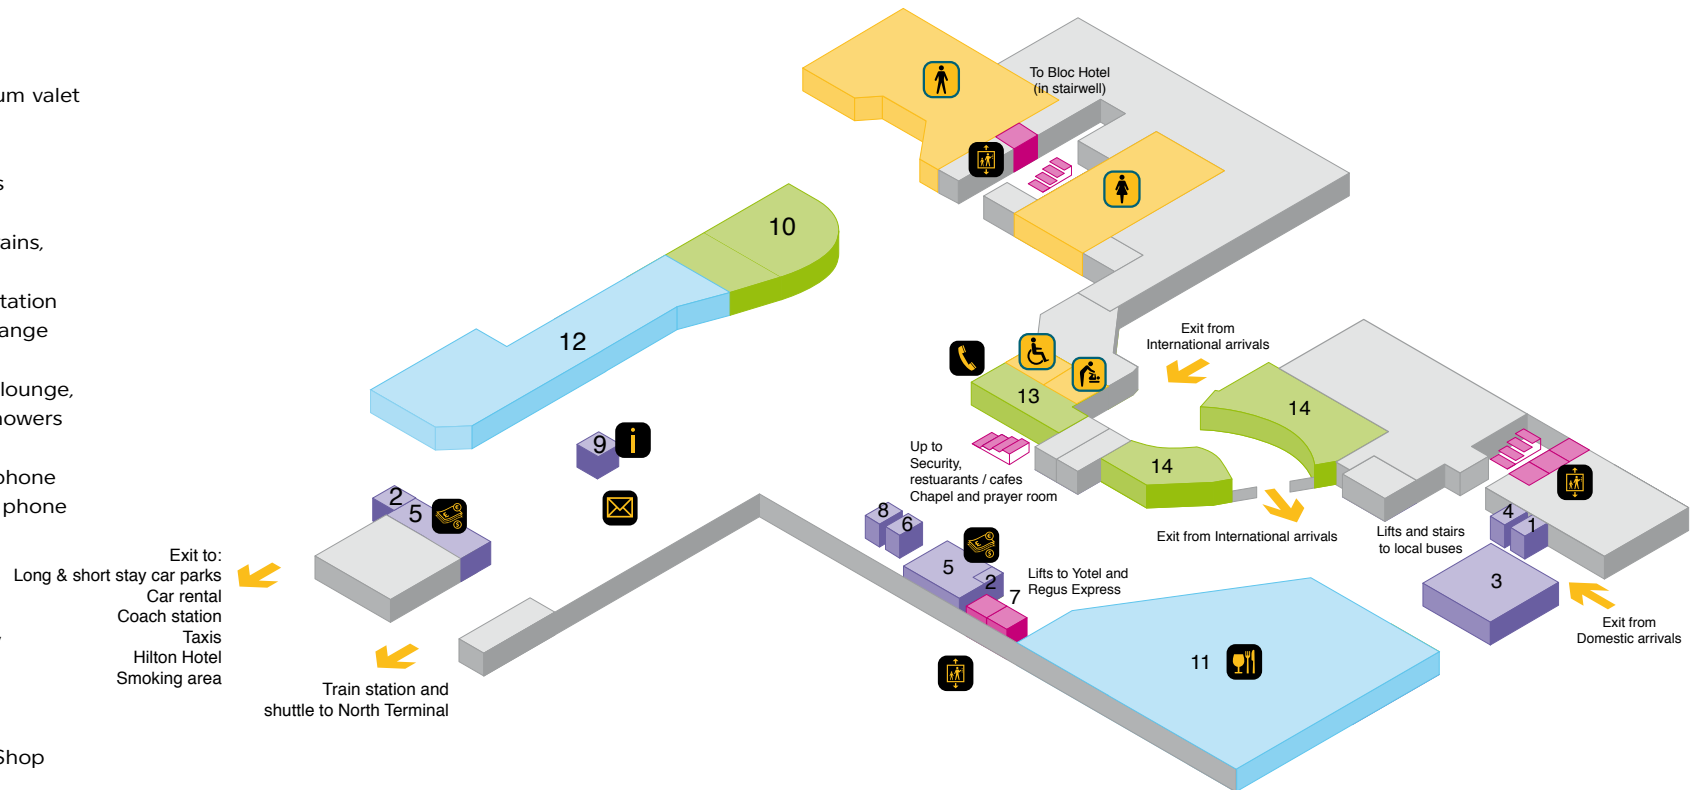 um valet
s
ains,
tation
ange
lounge,
nowers
phone
phone
Shop
To Bloc Hotel
(in stairwell)
10
12
9
i
2
5
Exit to:
Long & short stay car parks
Car rental
Coach station
Taxis
Hilton Hotel
Smoking area
Train station and
shuttle to North Terminal
Exit from
International arrivals
13
14
14
Up to
Security,
restuarants / cafes
Chapel and prayer room
Exit from International arrivals
Lifts and stairs
to local buses
8
6
5
2
7
Lifts to Yotel and
Regus Express
4
1
3
Exit from
Domestic arrivals
11